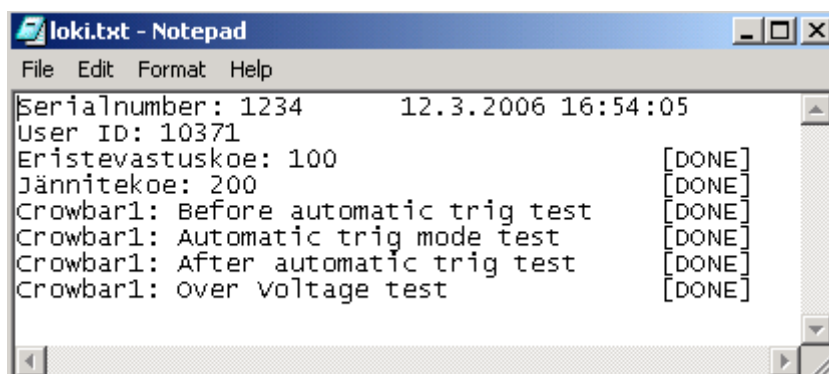 loki.txt - Notepad
File Edit Format Help
Serialnumber: 1234 12.3.2006 16:54:05
User ID: 10371
Eristevastuskoe: 100 [DONE]
Jännitekoe: 200 [DONE]
Crowbar1: Before automatic trig test [DONE]
Crowbar1: Automatic trig mode test [DONE]
Crowbar1: After automatic trig test [DONE]
Crowbar1: Over Voltage test [DONE]